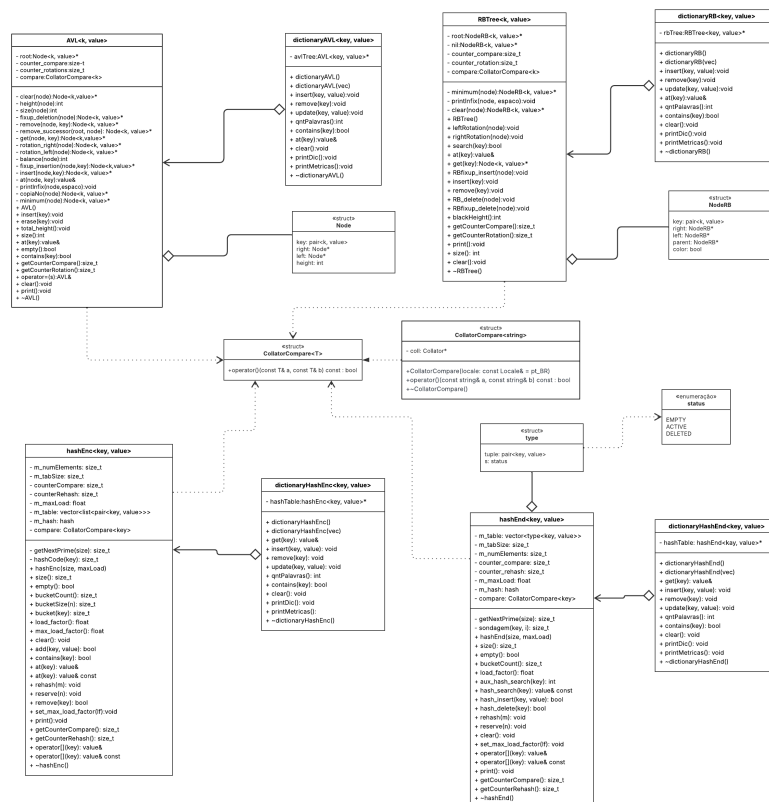 AVL<k, value>
- root:Node<k, value>*
- counter_compare:size-t
- counter_rotations:size_t
- compare:CollatorCompare<k>
- clear(node):Node<k,value>*
- height(node):int
- size(node):int
- fixup_deletion(node):Node<k, value>*
- remove(node, key):Node<k, value>*
- remove_successor(root, node): Node<k, value>*
- get(node, key):Node<k, value>*
- rotation_right(node):Node<k, value>*
- rotation_left(node):Node<k, value>*
- balance(node):int
- fixup_insertion(node,key):Node<k, value>*
- insert(node,key):Node<k, value>*
- at(node, key):value&
- printInfix(node,espaco):void
- copiaNo(node):Node<k, value>*
- minimum(node):Node<k, value>*
+ AVL()
+ insert(key):void
+ erase(key):void
+ total_height():void
+ size():int
+ at(key):value&
+ empty():bool
+ contains(key):bool
+ getCounterCompare():size_t
+ getCounterRotation():size_t
+ operator=(s):AVL&
+ clear():void
+ print():void
+ ~AVL()
dictionaryAVL<key, value>
- avlTree:AVL<key, value>*
+ dictionaryAVL()
+ dictionaryAVL(vec)
+ insert(key, value):void
+ remove(key):void
+ update(key, value):void
+ qntPalavras():int
+ contains(key):bool
+ at(key):value&
+ clear():void
+ printDic():void
+ printMetricas():void
+ ~dictionaryAVL()
«struct»
Node
key: pair<k, value>
right: Node*
left: Node*
height: int
RBTree<k, value>
- root:NodeRB<k, value>*
- nil:NodeRB<k, value>*
- counter_compare:size_t
- counter_rotation:size_t
- compare:CollatorCompare<k>
- minimum(node):NodeRB<k, value>*
- printInfix(node, espaco):void
- clear(node):NodeRB<k, value>*
+ RBTree()
+ leftRotation(node):void
+ rightRotation(node):void
+ search(key):bool
+ at(key):value&
+ get(key):Node<k, value>*
+ RBfixup_insert(node):void
+ insert(key):void
+ remove(key):void
+ RB_delete(node):void
+ RBfixup_delete(node):void
+ blackHeight():int
+ getCounterCompare():size_t
+ getCounterRotation():size_t
+ print():void
+ size(): int
+ clear():void
+ ~RBTree()
dictionaryRB<key, value>
- rbTree:RBTree<key, value>*
+ dictionaryRB()
+ dictionaryRB(vec)
+ insert(key, value):void
+ remove(key):void
+ update(key, value):void
+ at(key):value&
+ qntPalavras():int
+ contains(key):bool
+ clear():void
+ printDic():void
+ printMetricas():void
+ ~dictionaryRB()
«struct»
NodeRB
key: pair<k, value>
right: NodeRB*
left: NodeRB*
parent: NodeRB*
color: bool
«struct»
CollatorCompare<T>
+operator()(const T& a, const T& b) const : bool
«struct»
CollatorCompare<string>
- coll: Collator*
+CollatorCompare(locale: const Locale& = pt_BR)
+operator()(const string& a, const string& b) const : bool
+~CollatorCompare()
«struct»
type
tuple: pair<key, value>
s: status
«enumeração»
status
EMPTY
ACTIVE
DELETED
hashEnc<key, value>
- m_numElements: size_t
- m_tabSize: size_t
- counterCompare: size_t
- counterRehash: size_t
- m_maxLoad: float
- m_table: vector<list<pair<key, value>>>
- m_hash: hash
- compare: CollatorCompare<key>
- getNextPrime(size): size_t
- hashCode(key): size_t
+ hashEnc(size, maxLoad)
+ size(): size_t
+ empty(): bool
+ bucketCount(): size_t
+ bucketSize(n): size_t
+ bucket(key): size_t
+ load_factor(): float
+ max_load_factor(): float
+ clear(): void
+ add(key, value): bool
+ contains(key): bool
+ at(key): value&
+ at(key): value& const
+ rehash(m): void
+ reserve(n): void
+ remove(key): bool
+ set_max_load_factor(lf):void
+ print():void
+ getCounterCompare(): size_t
+ getCounterRehash(): size_t
+ operator[](key): value&
+ operator[](key): value& const
+ ~hashEnc()
dictionaryHashEnc<key, value>
- hashTable:hashEnc<key, value>*
+ dictionaryHashEnc()
+ dictionaryHashEnc(vec)
+ get(key): value&
+ insert(key, value): void
+ remove(key): void
+ update(key, value): void
+ qntPalavras(): int
+ contains(key): bool
+ clear(): void
+ printDic(): void
+ printMetricas():
+ ~dictionaryHashEnc()
hashEnd<key, value>
- m_table: vector<type<key, value>>
- m_tabSize: size_t
- m_numElements: size_t
- counter_compare: size_t
- counter_rehash: size_t
- m_maxLoad: float
- m_hash: hash
- compare: CollatorCompare<key>
- getNextPrime(size): size_t
- sondagem(key, i): size_t
+ hashEnd(size, maxLoad)
+ size(): size_t
+ empty(): bool
+ bucketCount(): size_t
+ load_factor(): float
+ aux_hash_search(key): int
+ hash_search(key): value& const
+ hash_insert(key, value): bool
+ hash_delete(key): bool
+ rehash(m): void
+ reserve(n): void
+ clear(): void
+ set_max_load_factor(lf): void
+ operator[](key): value&
+ operator[](key): value& const
+ print(): void
+ getCounterCompare(): size_t
+ getCounterRehash(): size_t
+ ~hashEnd()
dictionaryHashEnd<key, value>
- hashTable: hashEnd<key, value>*
+ dictionaryHashEnd()
+ dictionaryHashEnd(vec)
+ get(key): value&
+ insert(key, value): void
+ remove(key): void
+ update(key, value): void
+ qntPalavras(): int
+ contains(key): bool
+ clear(): void
+ printDic(): void
+ printMetricas(): void
+ ~dictionaryHashEnd()